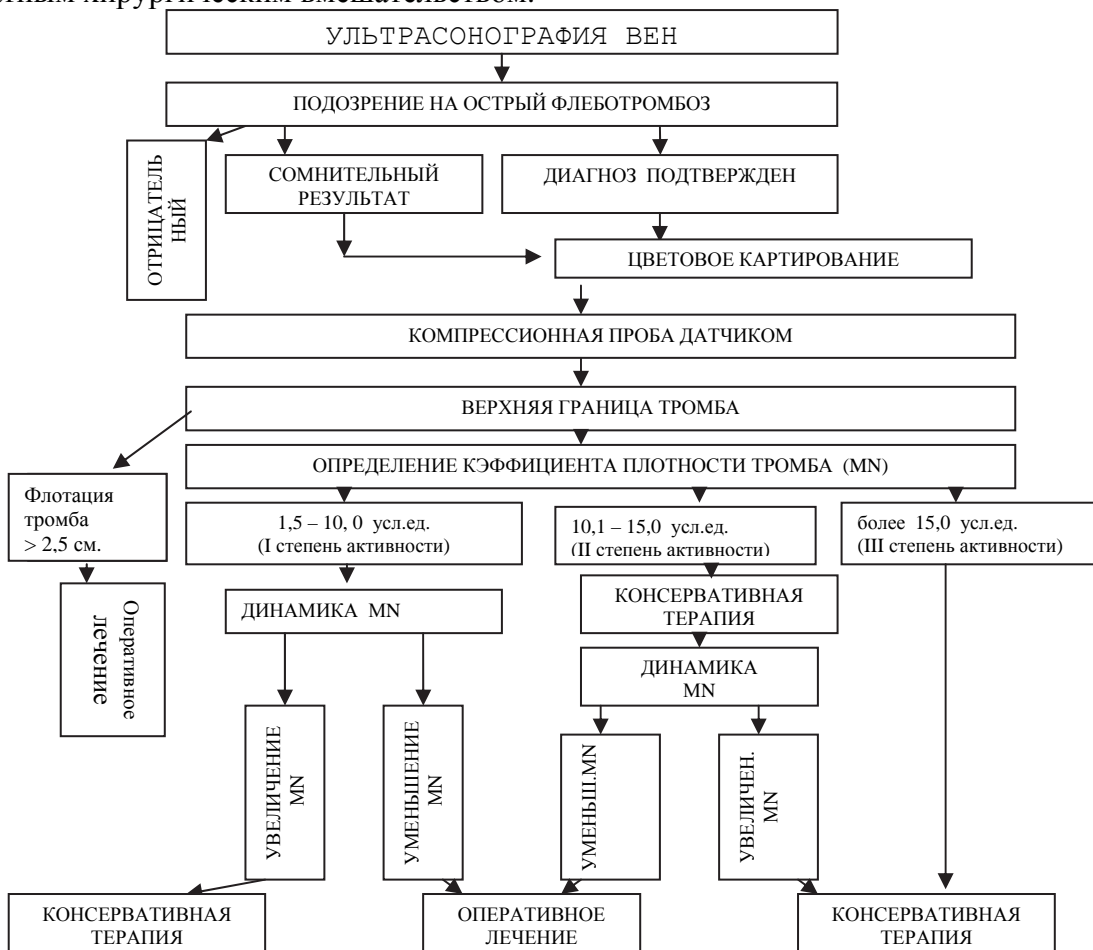 хирургическим вмешательством.
УЛЬТРАСОНОГРАФИЯ ВЕН
ПОДОЗРЕНИЕ НА ОСТРЫЙ ФЛЕБОТРОМБОЗ
ОТРИЦАТЕЛЬ
НЫЙ
СОМНИТЕЛЬНЫЙ
РЕЗУЛЬТАТ
ДИАГНОЗ ПОДТВЕРЖДЕН
ЦВЕТОВОЕ КАРТИРОВАНИЕ
КОМПРЕССИОННАЯ ПРОБА ДАТЧИКОМ
ВЕРХНЯЯ ГРАНИЦА ТРОМБА
ОПРЕДЕЛЕНИЕ КЭФФИЦИЕНТА ПЛОТНОСТИ ТРОМБА (MN)
Флотация
тромба
> 2,5 см.
1,5 – 10, 0 усл.ед.
(I степень активности)
10,1 – 15,0 усл.ед.
(II степень активности)
более 15,0 усл.ед.
(III степень активности)
Оперативное
лечение
ДИНАМИКА MN
КОНСЕРВАТИВНАЯ
ТЕРАПИЯ
ДИНАМИКА
MN
УВЕЛИЧЕНИЕ
MN
УМЕНЬШЕНИЕ
MN
УМЕНЬШ.MN
УВЕЛИЧЕН.
MN
КОНСЕРВАТИВНАЯ
ТЕРАПИЯ
ОПЕРАТИВНОЕ
ЛЕЧЕНИЕ
КОНСЕРВАТИВНАЯ
ТЕРАПИЯ